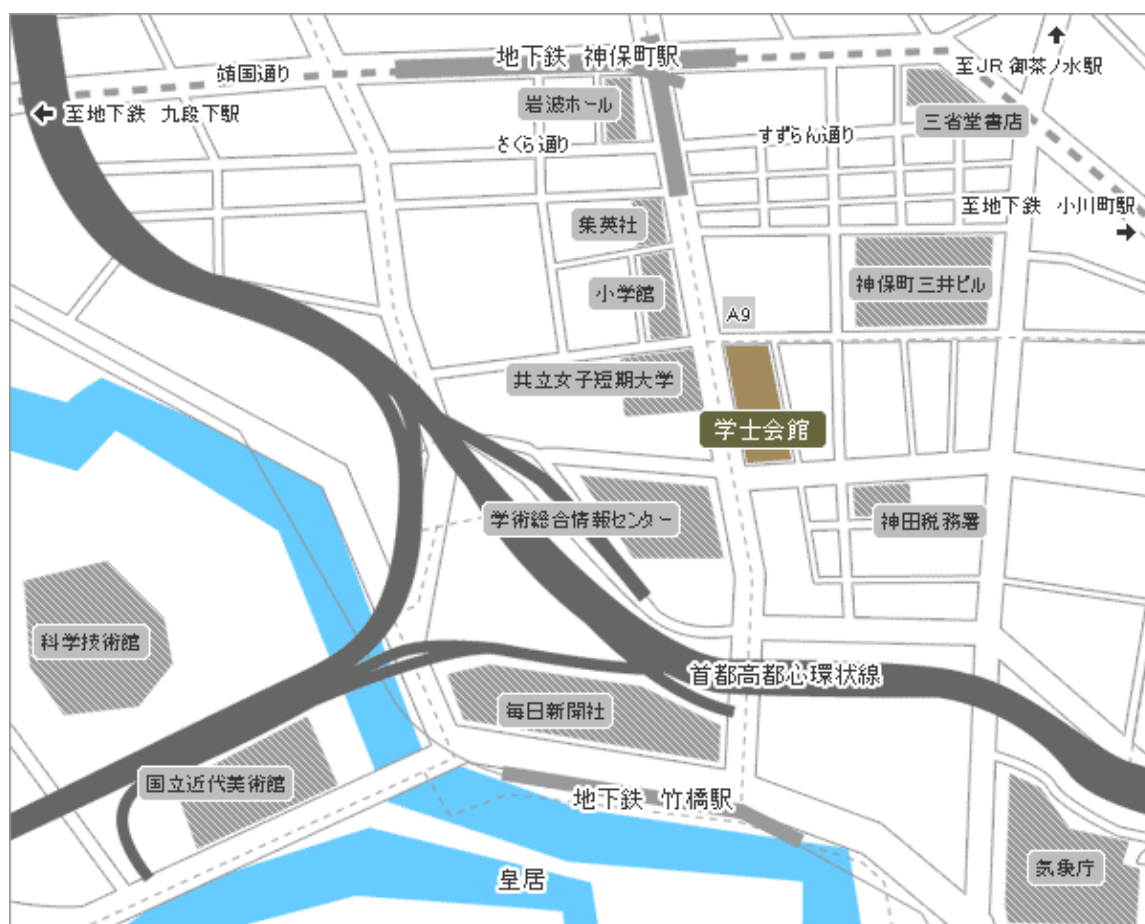 地下鉄 神保町駅
靖国通り
至JR御茶ノ水駅
岩波ホール
至地下鉄 九段下駅
三省堂書店
さくら通り
すずらん通り
至地下鉄 小川町駅
集英社
神保町三井ビル
小学館
A9
共立女子短期大学
学士会館
学術総合情報センター
神田税務署
科学技術館
首都高都心環状線
毎日新聞社
国立近代美術館
地下鉄 竹橋駅
気象庁
皇居